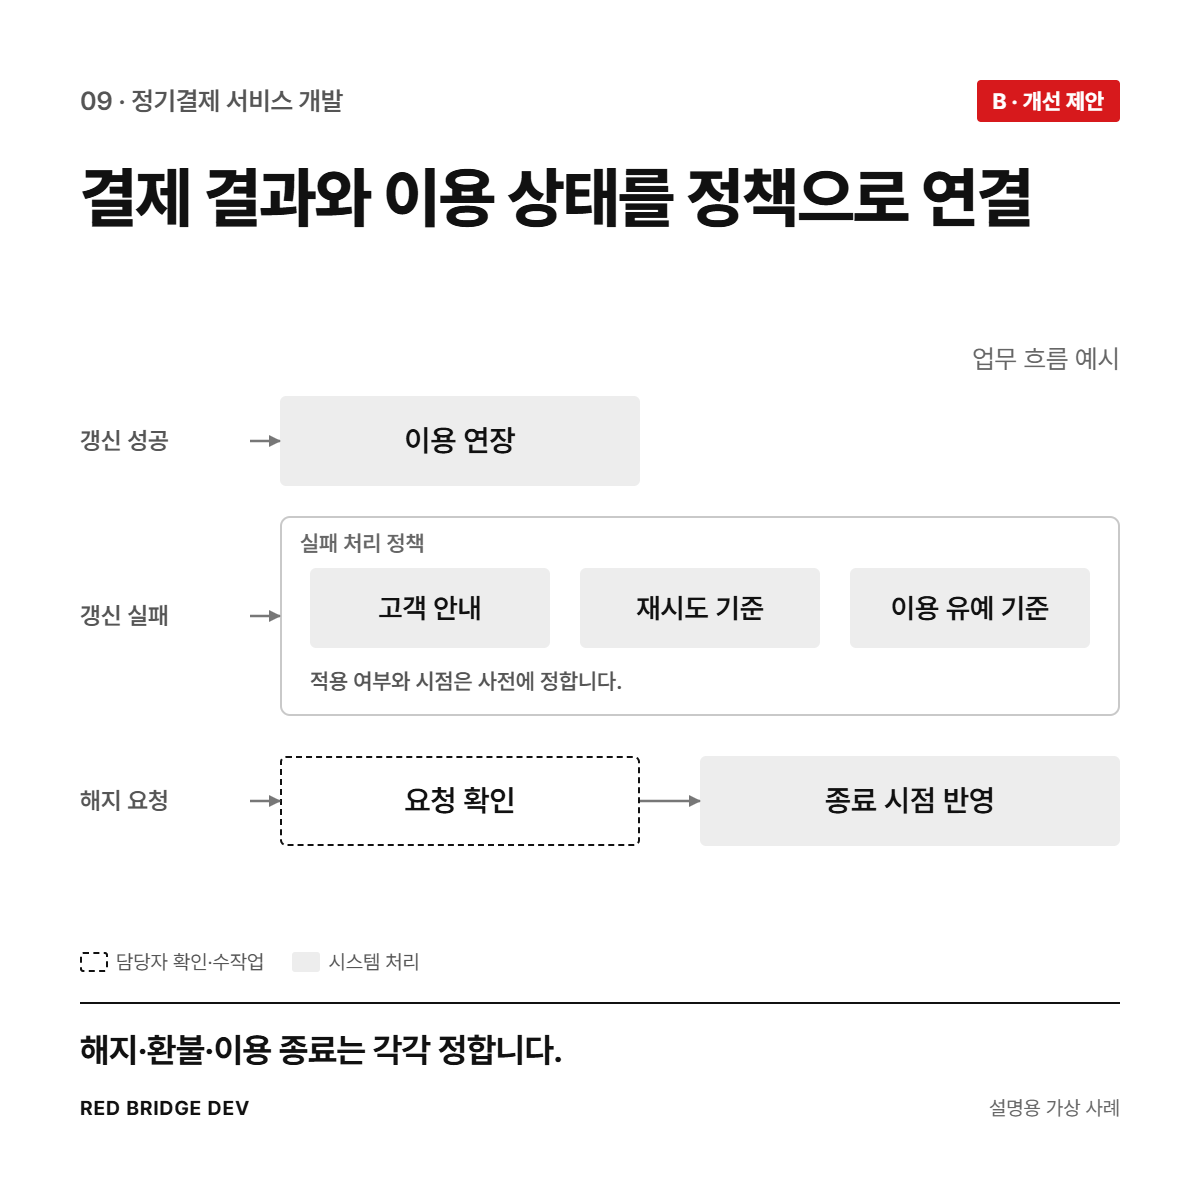 09 · 정기결제 서비스 개발
B · 개선 제안
결제 결과와 이용 상태를 정책으로 연결
업무 흐름 예시
갱신 성공
이용 연장
갱신 실패
실패 처리 정책
고객 안내
재시도 기준
이용 유예 기준
적용 여부와 시점은 사전에 정합니다.
해지 요청
요청 확인
종료 시점 반영
담당자 확인·수작업
시스템 처리
해지·환불·이용 종료는 각각 정합니다.
RED BRIDGE DEV
설명용 가상 사례